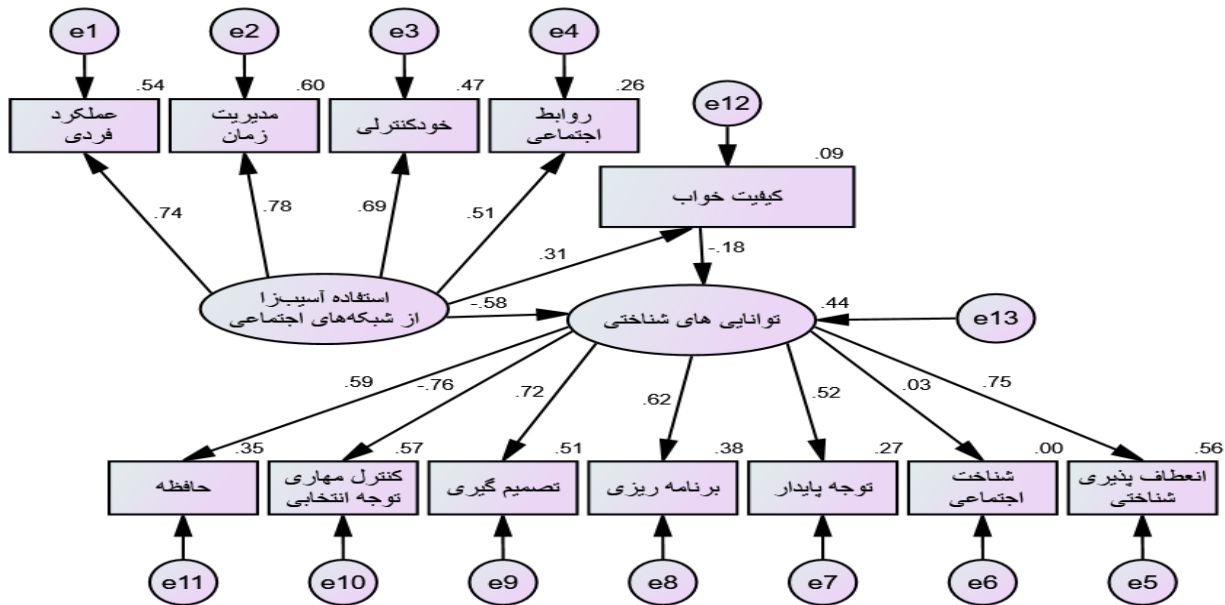 e1
e2
e3
e4
.54
.60
.47
.26
عملکرد
فردی
مدیریت
زمان
خودکنترلی
روابط
اجتماعی
e12
.09
کیفیت خواب
.74
.78
.69
.51
.31
-.18
استفاده آسیب‌زا
از شبکه‌های اجتماعی
-.58
توانایی های شناختی
.44
e13
.59
-.76
.72
.62
.52
.03
.75
.35
.57
.51
.38
.27
.00
.56
حافظه
کنترل مهاری
توجه انتخابی
تصمیم گیری
برنامه ریزی
توجه پایدار
شناخت
اجتماعی
انعطاف پذیری
شناختی
e11
e10
e9
e8
e7
e6
e5